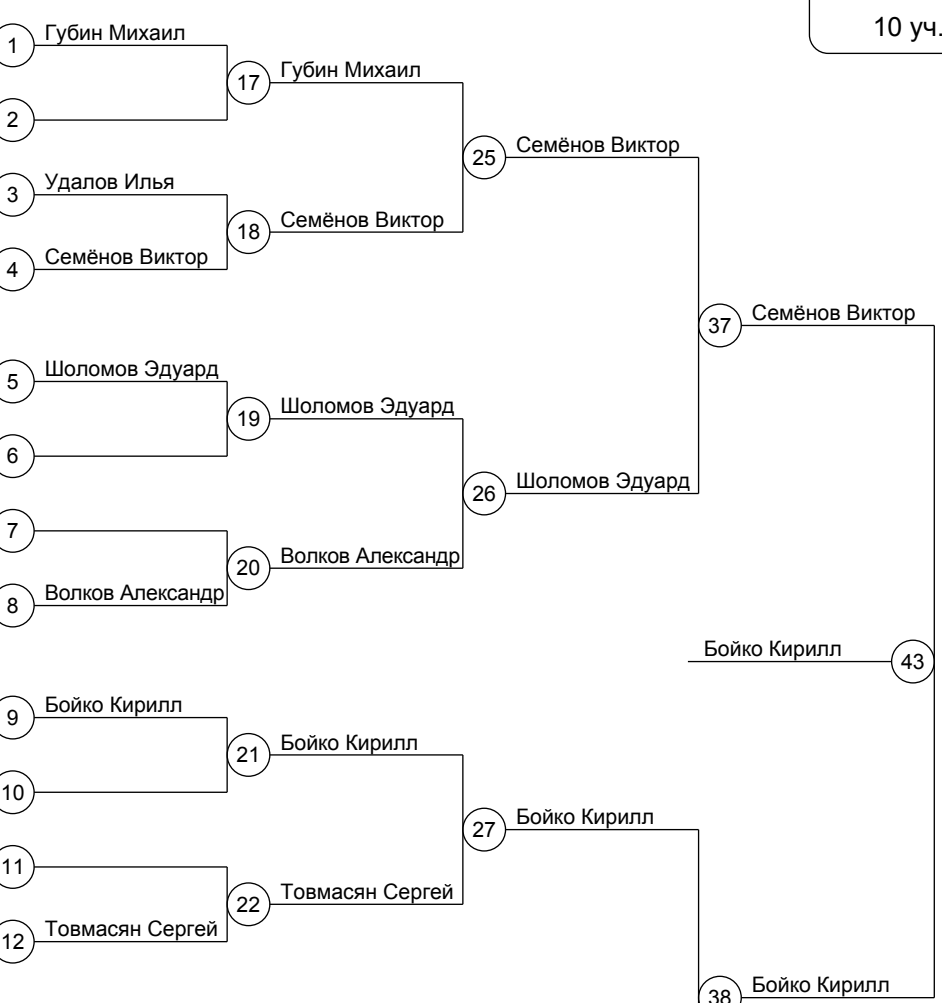 10 уч.
1 Губин Михаил
17 Губин Михаил
2
25 Семёнов Виктор
3 Удалов Илья
18 Семёнов Виктор
4 Семёнов Виктор
37 Семёнов Виктор
5 Шоломов Эдуард
19 Шоломов Эдуард
6
26 Шоломов Эдуард
7
20 Волков Александр
8 Волков Александр
Бойко Кирилл 43
9 Бойко Кирилл
21 Бойко Кирилл
10
27 Бойко Кирилл
11
22 Товмасян Сергей
12 Товмасян Сергей
38 Бойко Кирилл